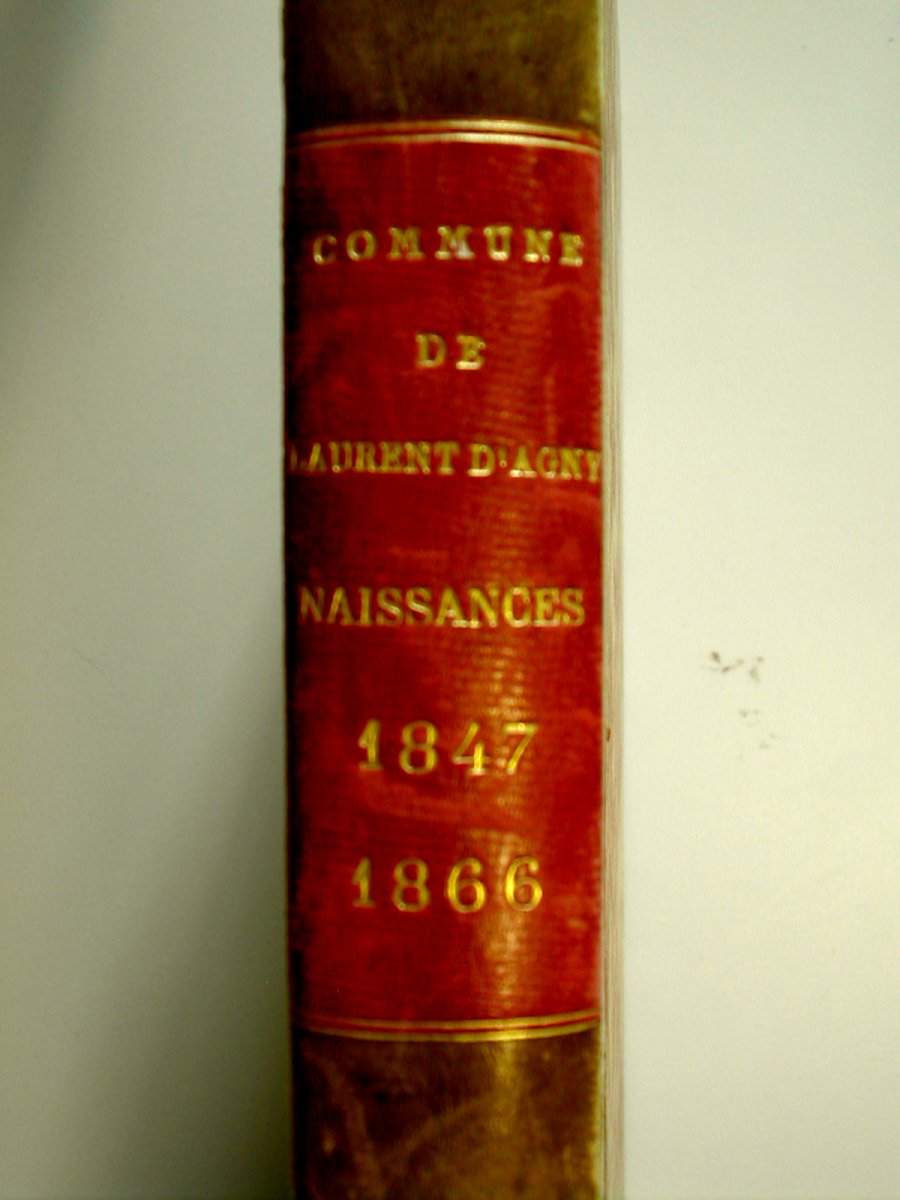 COMMUNE
DE
LAURENT D'AGNY
NAISSANCES
1847
1866